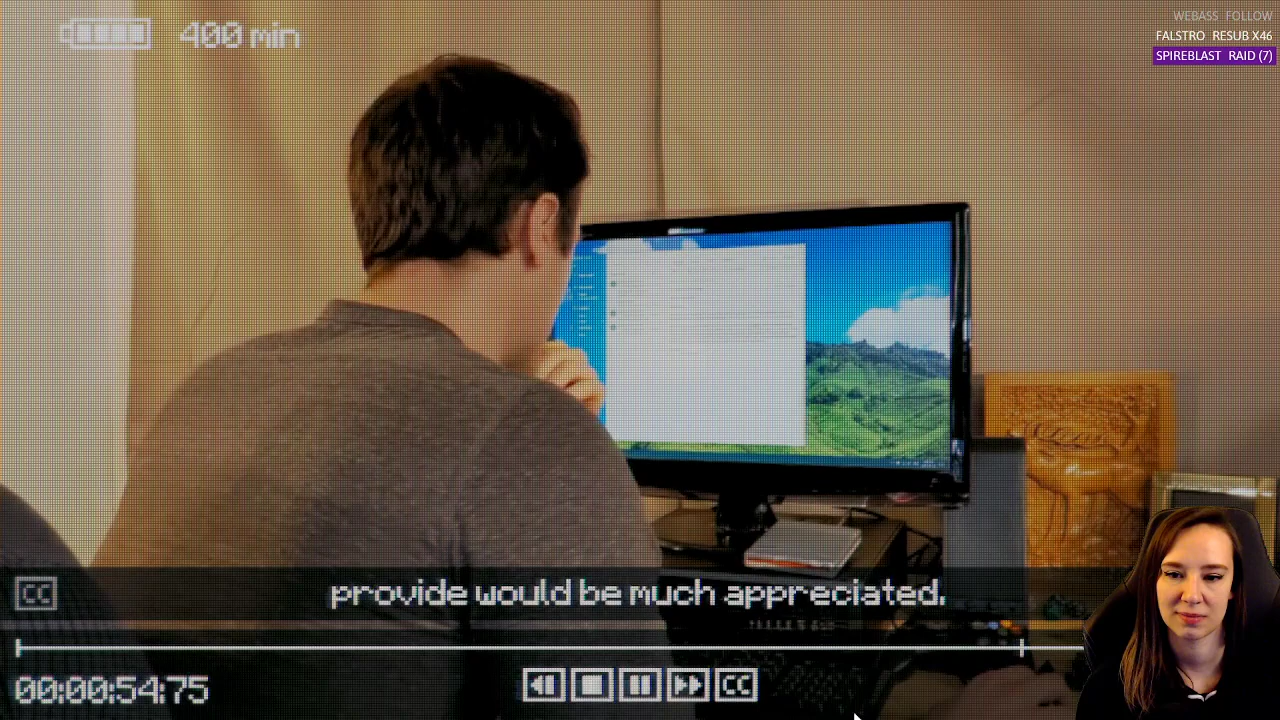 400 min
WEBASS FOLLOW
FALSTRO RESUB X46
SPIREBLAST RAID (7)
CC
provide would be much appreciated.
00:00:54:75
CC